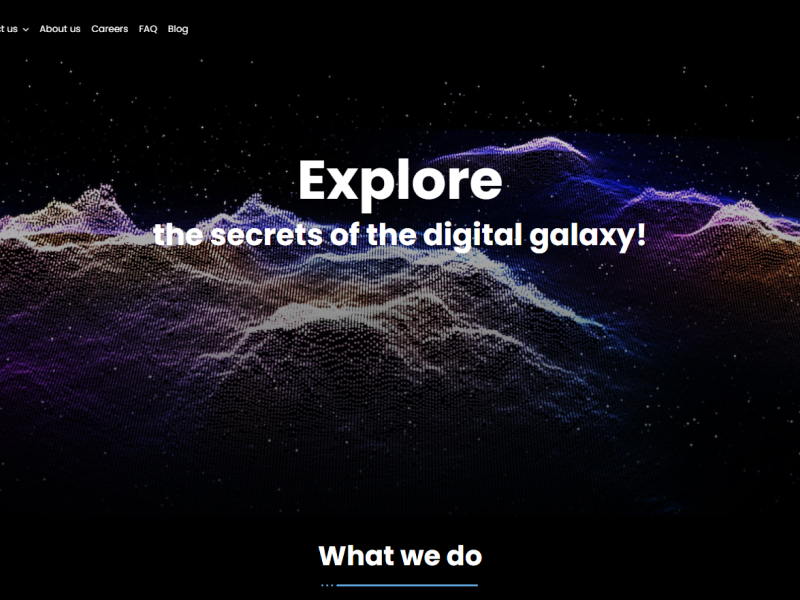 t us About us Careers FAQ Blog
Explore
the secrets of the digital galaxy!
What we do